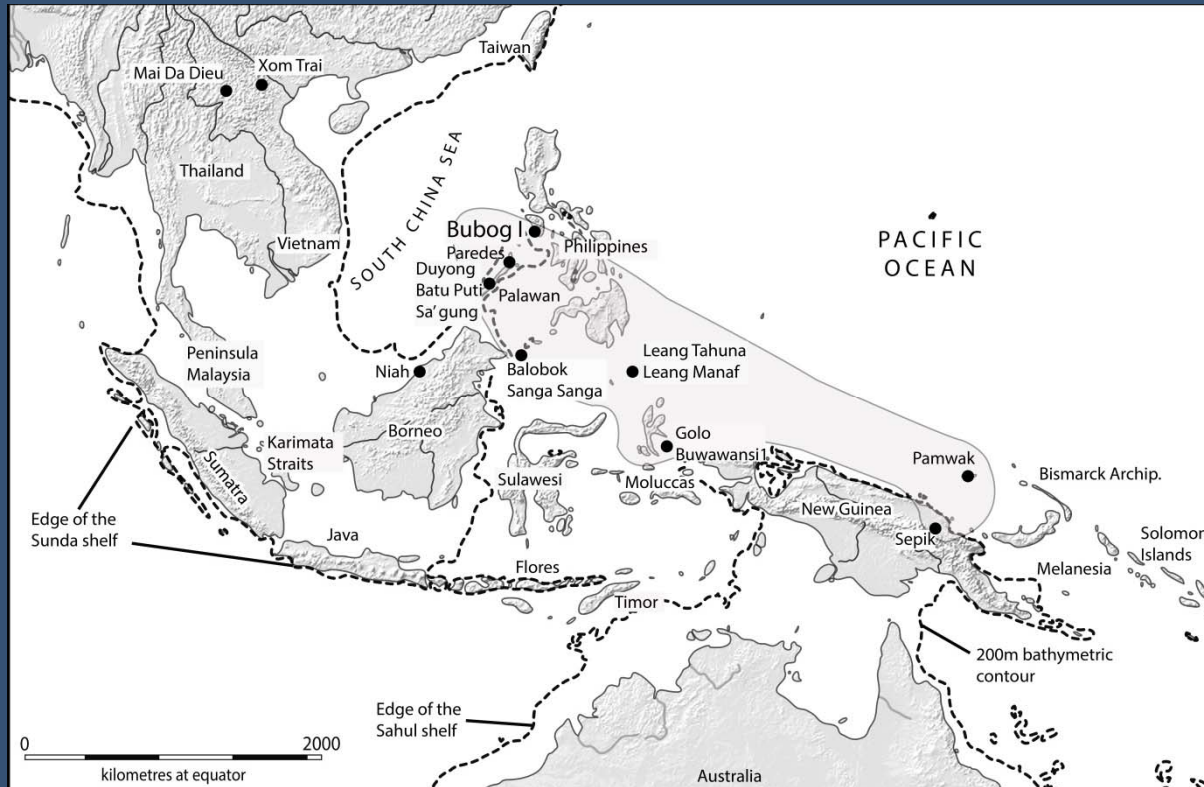 Taiwan
Xom Trai
Mai Da Dieu
Thailand
Vietnam
SOUTH CHINA SEA
PACIFIC
OCEAN
Bubog I
Philippines
Paredes
Duyong
Batu Puti
Sa'gung
Palawan
Peninsula
Malaysia
Niah
Balobok
Sanga Sanga
Leang Tahuna
Leang Manaf
Karimata
Straits
Borneo
Sumatra
Golo
Buwawansi1
Sulawesi
Moluccas
Pamwak
Bismarck Archip.
New Guinea
Sepik
Solomon
Islands
Edge of the
Sunda shelf
Java
Flores
Melanesia
Timor
200m bathymetric
contour
Edge of the
Sahul shelf
0
2000
kilometres at equator
Australia